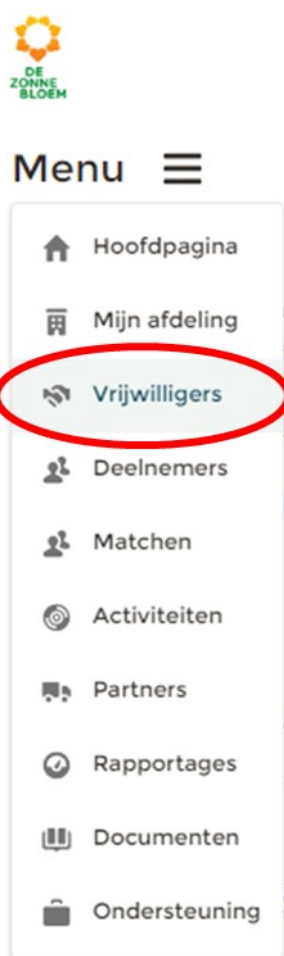 DE
ZONNE
BLOEM
Menu
Hoofdpagina
Mijn afdeling
Vrijwilligers
Deelnemers
Matchen
Activiteiten
Partners
Rapportages
Documenten
Ondersteuning